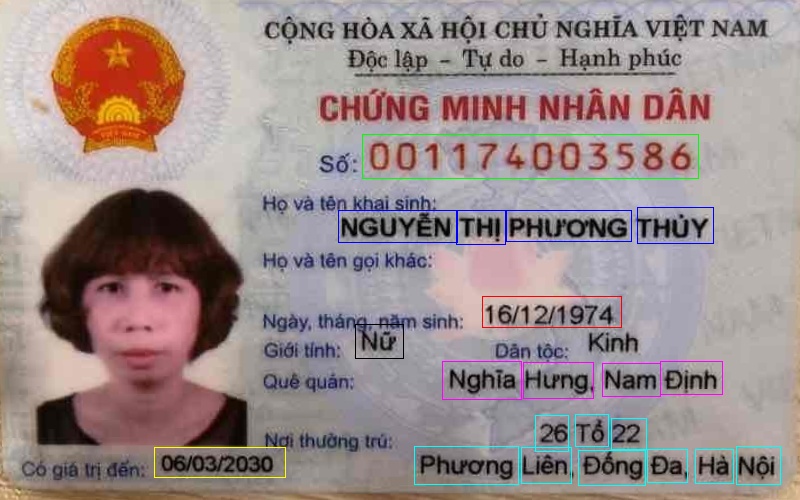 CỘNG HÒA XÃ HỘI CHỦ NGHĨA VIỆT NAM
Độc lập - Tự do - Hạnh phúc
CHỨNG MINH NHÂN DÂN
Số: 001174003586
Họ và tên khai sinh:
NGUYỄN THỊ PHƯƠNG THỦY
Họ và tên gọi khác:
Ngày, tháng, năm sinh: 16/12/1974
Giới tính: Nữ Dân tộc: Kinh
Quê quán: Nghĩa Hưng, Nam Định
Nơi thường trú: 26 Tổ 22
Phương Liên, Đống Đa, Hà Nội
Có giá trị đến: 06/03/2030